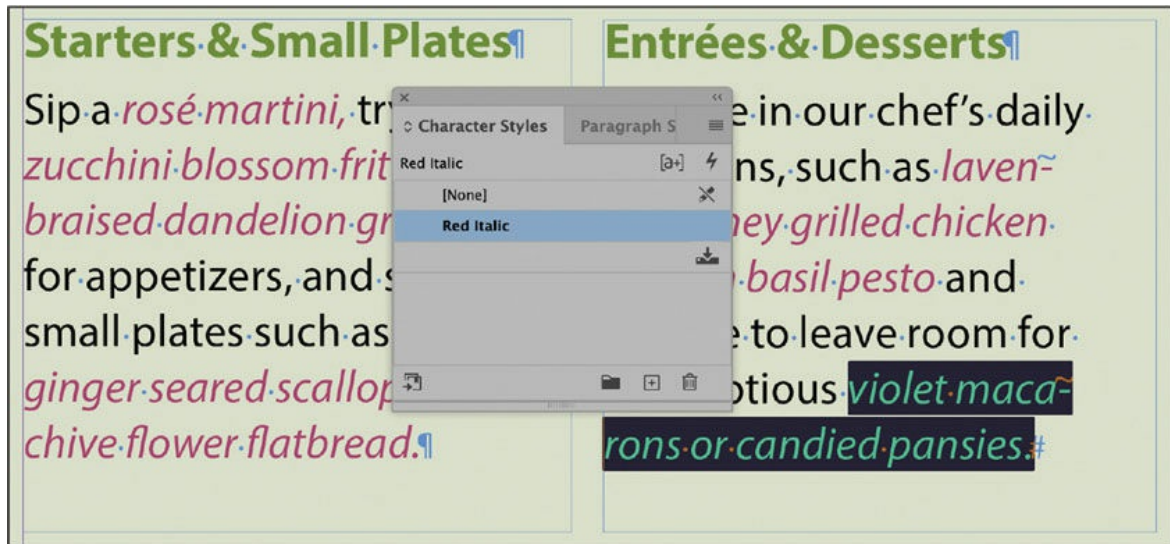 Starters & Small Plates¶
Sip a rosé martini, try
zucchini blossom frit
braised dandelion gr
for appetizers, and s
small plates such as
ginger seared scallop
chive flower flatbread.¶
Character Styles
Paragraph S
Red Italic
[a+]
[None]
Red Italic
Entrées & Desserts¶
e in our chef's daily
ns, such as laven-
ney grilled chicken
basil pesto and
e to leave room for
otious violet maca-
rons or candied pansies.#